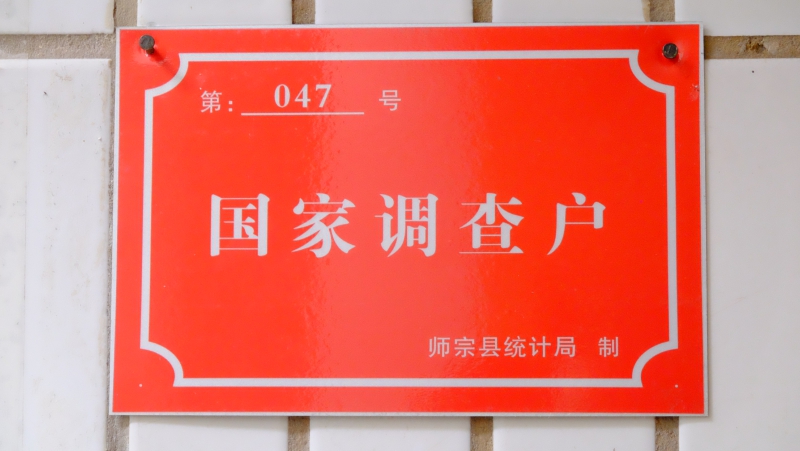 第：047 号
国家调查户
师宗县统计局 制